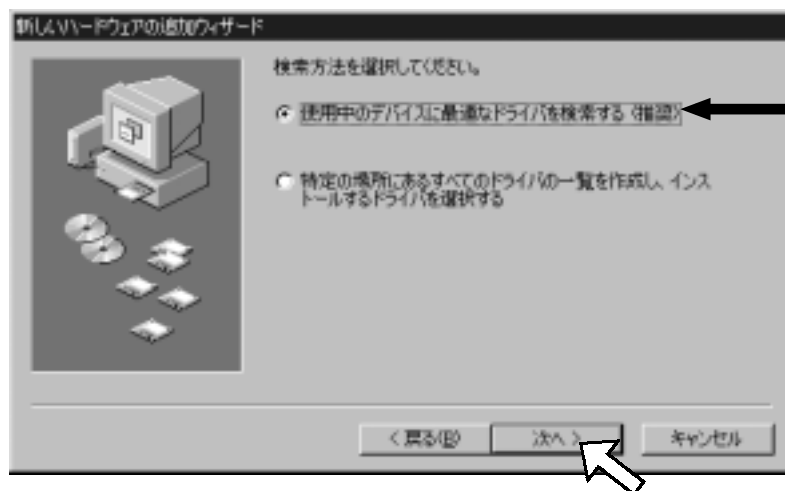 新しいハードウェアの追加ウィザード
検索方法を選択してください。
使用中のデバイスに最適なドライバを検索する (推奨)
特定の場所にあるすべてのドライバの一覧を作成し、インス
トールするドライバを選択する
< 戻る(B)
次へ >
キャンセル